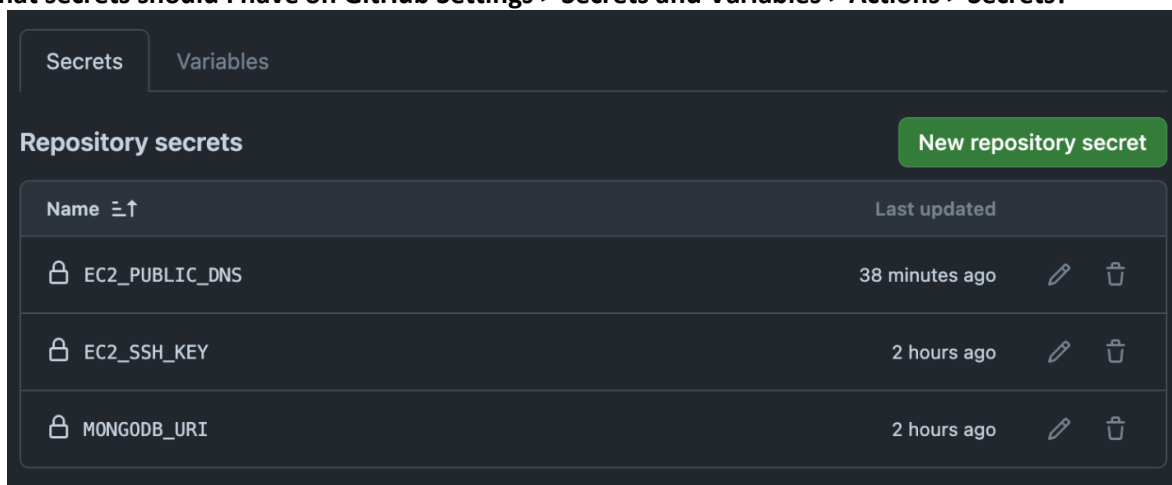 hat secrets should I have on GitHub Settings > Secrets and Variables > Actions > Secrets?
Secrets Variables
Repository secrets New repository secret
Name Last updated
EC2_PUBLIC_DNS 38 minutes ago
EC2_SSH_KEY 2 hours ago
MONGODB_URI 2 hours ago